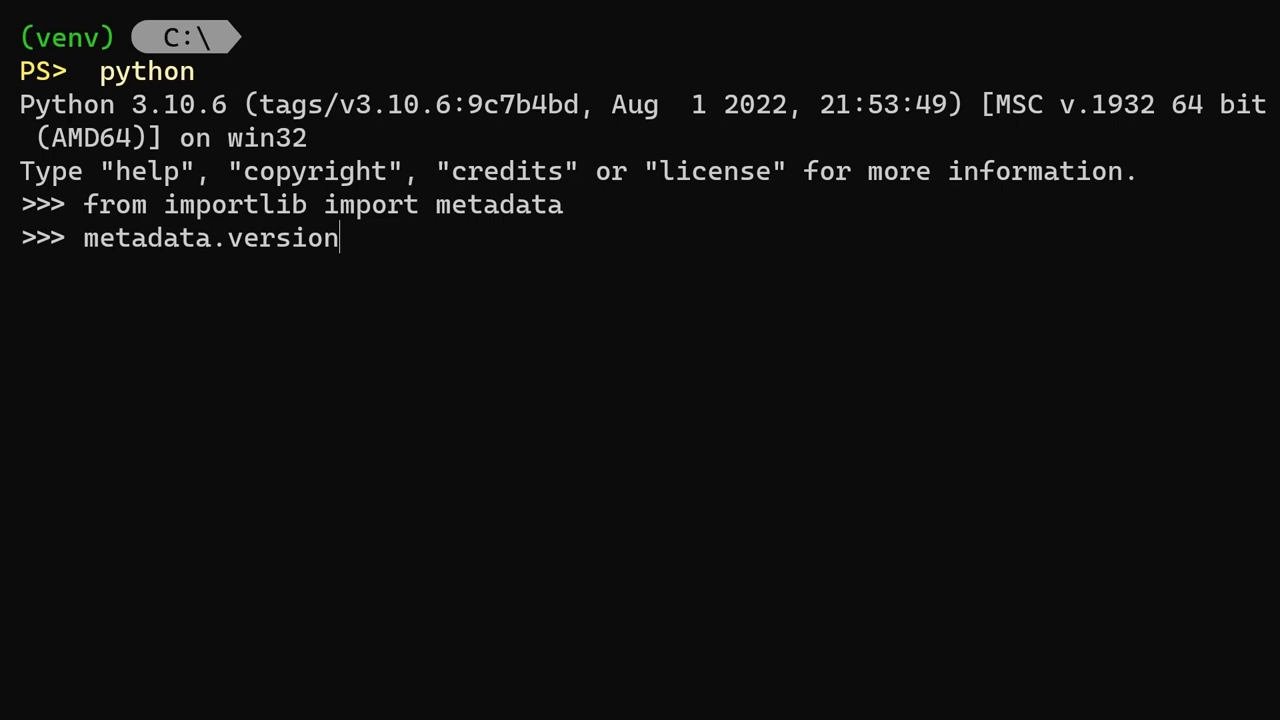 (venv) C:\
PS>  python
Python 3.10.6 (tags/v3.10.6:9c7b4bd, Aug  1 2022, 21:53:49) [MSC v.1932 64 bit
 (AMD64)] on win32
Type "help", "copyright", "credits" or "license" for more information.
>>> from importlib import metadata
>>> metadata.version